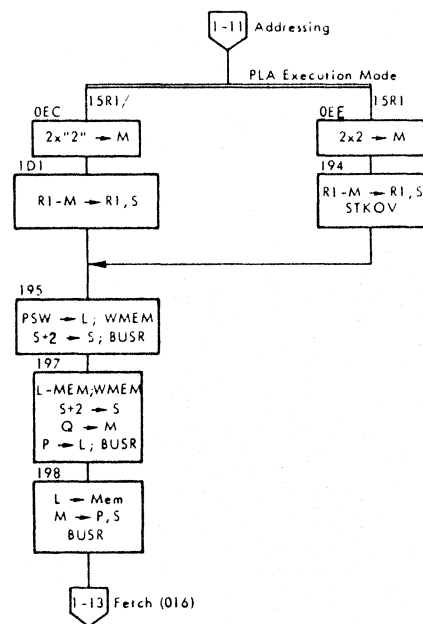 1-11 Addressing
PLA Execution Mode
15R1/
15R1
0EC
2x"2" → M
0EE
2x2 → M
1D1
R1-M → R1,S
194
R1-M → R1,S
STKOV
195
PSW → L; WMEM
S+2 → S; BUSR
197
L-MEM;WMEM
S+2 → S
Q → M
P → L; BUSR
198
L → Mem
M → P,S
BUSR
1-13 Fetch (016)